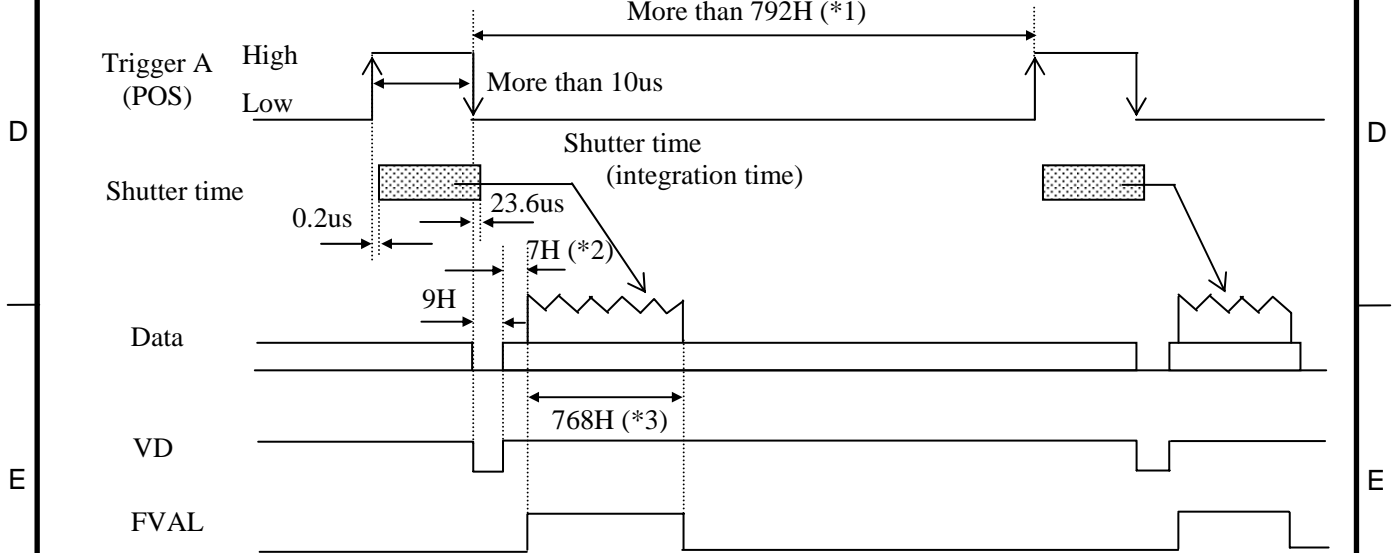 More than 792H (*1)
Trigger A
(POS)
High
Low
More than 10us
D
D
Shutter time
(integration time)
Shutter time
0.2us
23.6us
7H (*2)
9H
Data
768H (*3)
VD
E
E
FVAL